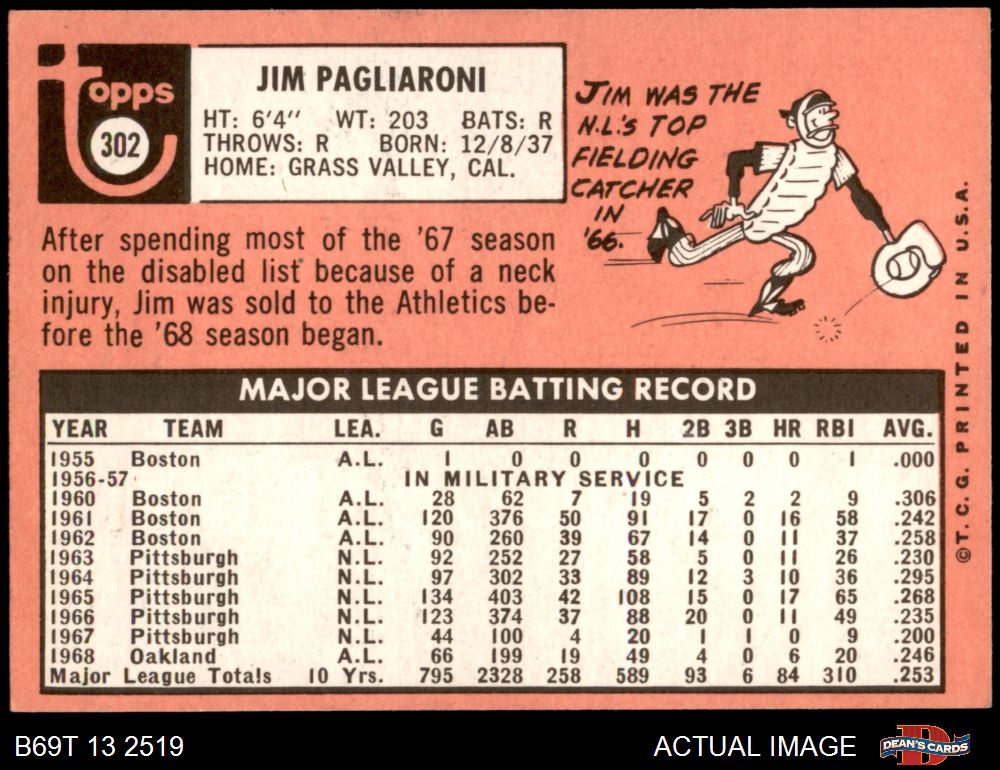 Topps
302
JIM PAGLIARONI
HT: 6'4" WT: 203 BATS: R
THROWS: R BORN: 12/8/37
HOME: GRASS VALLEY, CAL.
JIM WAS THE
N.L.'S TOP
FIELDING
CATCHER
IN
'66.
After spending most of the '67 season
on the disabled list because of a neck
injury, Jim was sold to the Athletics be-
fore the '68 season began.
MAJOR LEAGUE BATTING RECORD
YEAR TEAM LEA. G AB R H 2B 3B HR RBI AVG.
1955 Boston A.L. 1 0 0 0 0 0 0 1 .000
1956-57 IN MILITARY SERVICE
1960 Boston A.L. 28 62 7 19 5 2 2 9 .306
1961 Boston A.L. 120 376 50 91 17 0 16 58 .242
1962 Boston A.L. 90 260 39 67 14 0 11 37 .258
1963 Pittsburgh N.L. 92 252 27 58 5 0 11 26 .230
1964 Pittsburgh N.L. 97 302 33 89 12 3 10 36 .295
1965 Pittsburgh N.L. 134 403 42 108 15 0 17 65 .268
1966 Pittsburgh N.L. 123 374 37 88 20 0 11 49 .235
1967 Pittsburgh N.L. 44 100 4 20 1 1 0 9 .200
1968 Oakland A.L. 66 199 19 49 4 0 6 20 .246
Major League Totals 10 Yrs. 795 2328 258 589 93 6 84 310 .253
©T.C.G. PRINTED IN U.S.A.
B69T 13 2519
ACTUAL IMAGE
D
DEAN'S CARDS